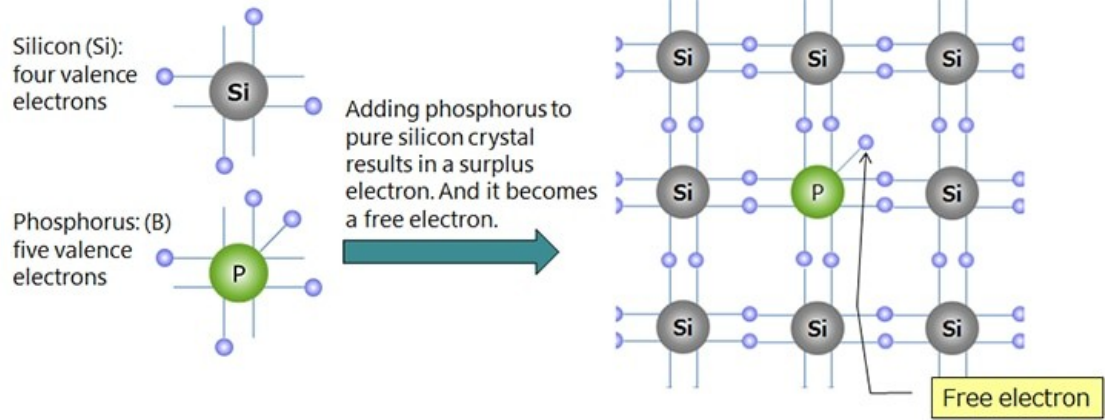 Silicon (Si):
four valence
electrons
Si
Phosphorus: (B)
five valence
electrons
P
Adding phosphorus to
pure silicon crystal
results in a surplus
electron. And it becomes
a free electron.
Si Si Si
Si P Si
Si Si Si
Free electron